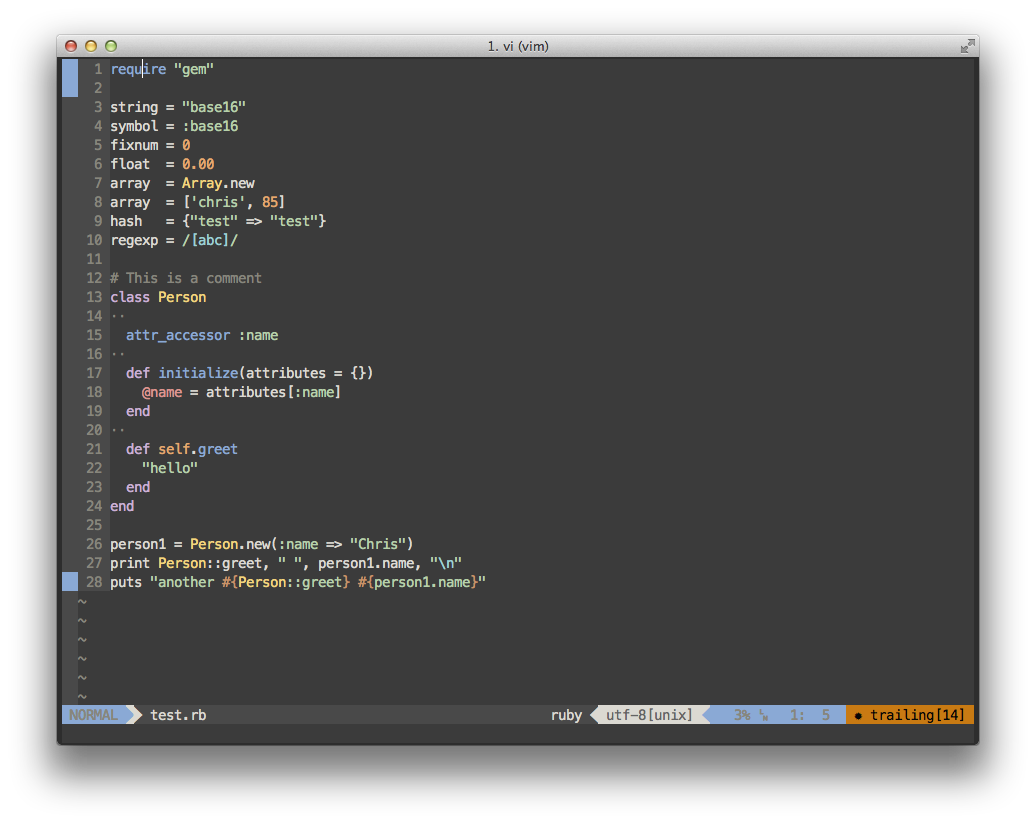 1. vi (vim)
1 require "gem"
2
3 string = "base16"
4 symbol = :base16
5 fixnum = 0
6 float  = 0.00
7 array  = Array.new
8 array  = ['chris', 85]
9 hash   = {"test" => "test"}
10 regexp = /[abc]/
11
12 # This is a comment
13 class Person
14 ··
15   attr_accessor :name
16 ··
17   def initialize(attributes = {})
18     @name = attributes[:name]
19   end
20 ··
21   def self.greet
22     "hello"
23   end
24 end
25
26 person1 = Person.new(:name => "Chris")
27 print Person::greet, " ", person1.name, "\n"
28 puts "another #{Person::greet} #{person1.name}"
~
~
~
~
~
~
NORMAL test.rb ruby utf-8[unix] 3% ␤ 1: 5 ✹ trailing[14]